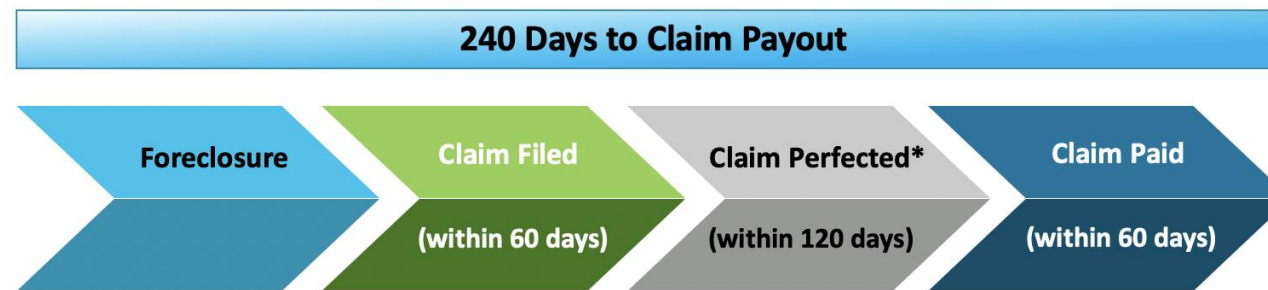 240 Days to Claim Payout
Foreclosure
Claim Filed
(within 60 days)
Claim Perfected*
(within 120 days)
Claim Paid
(within 60 days)